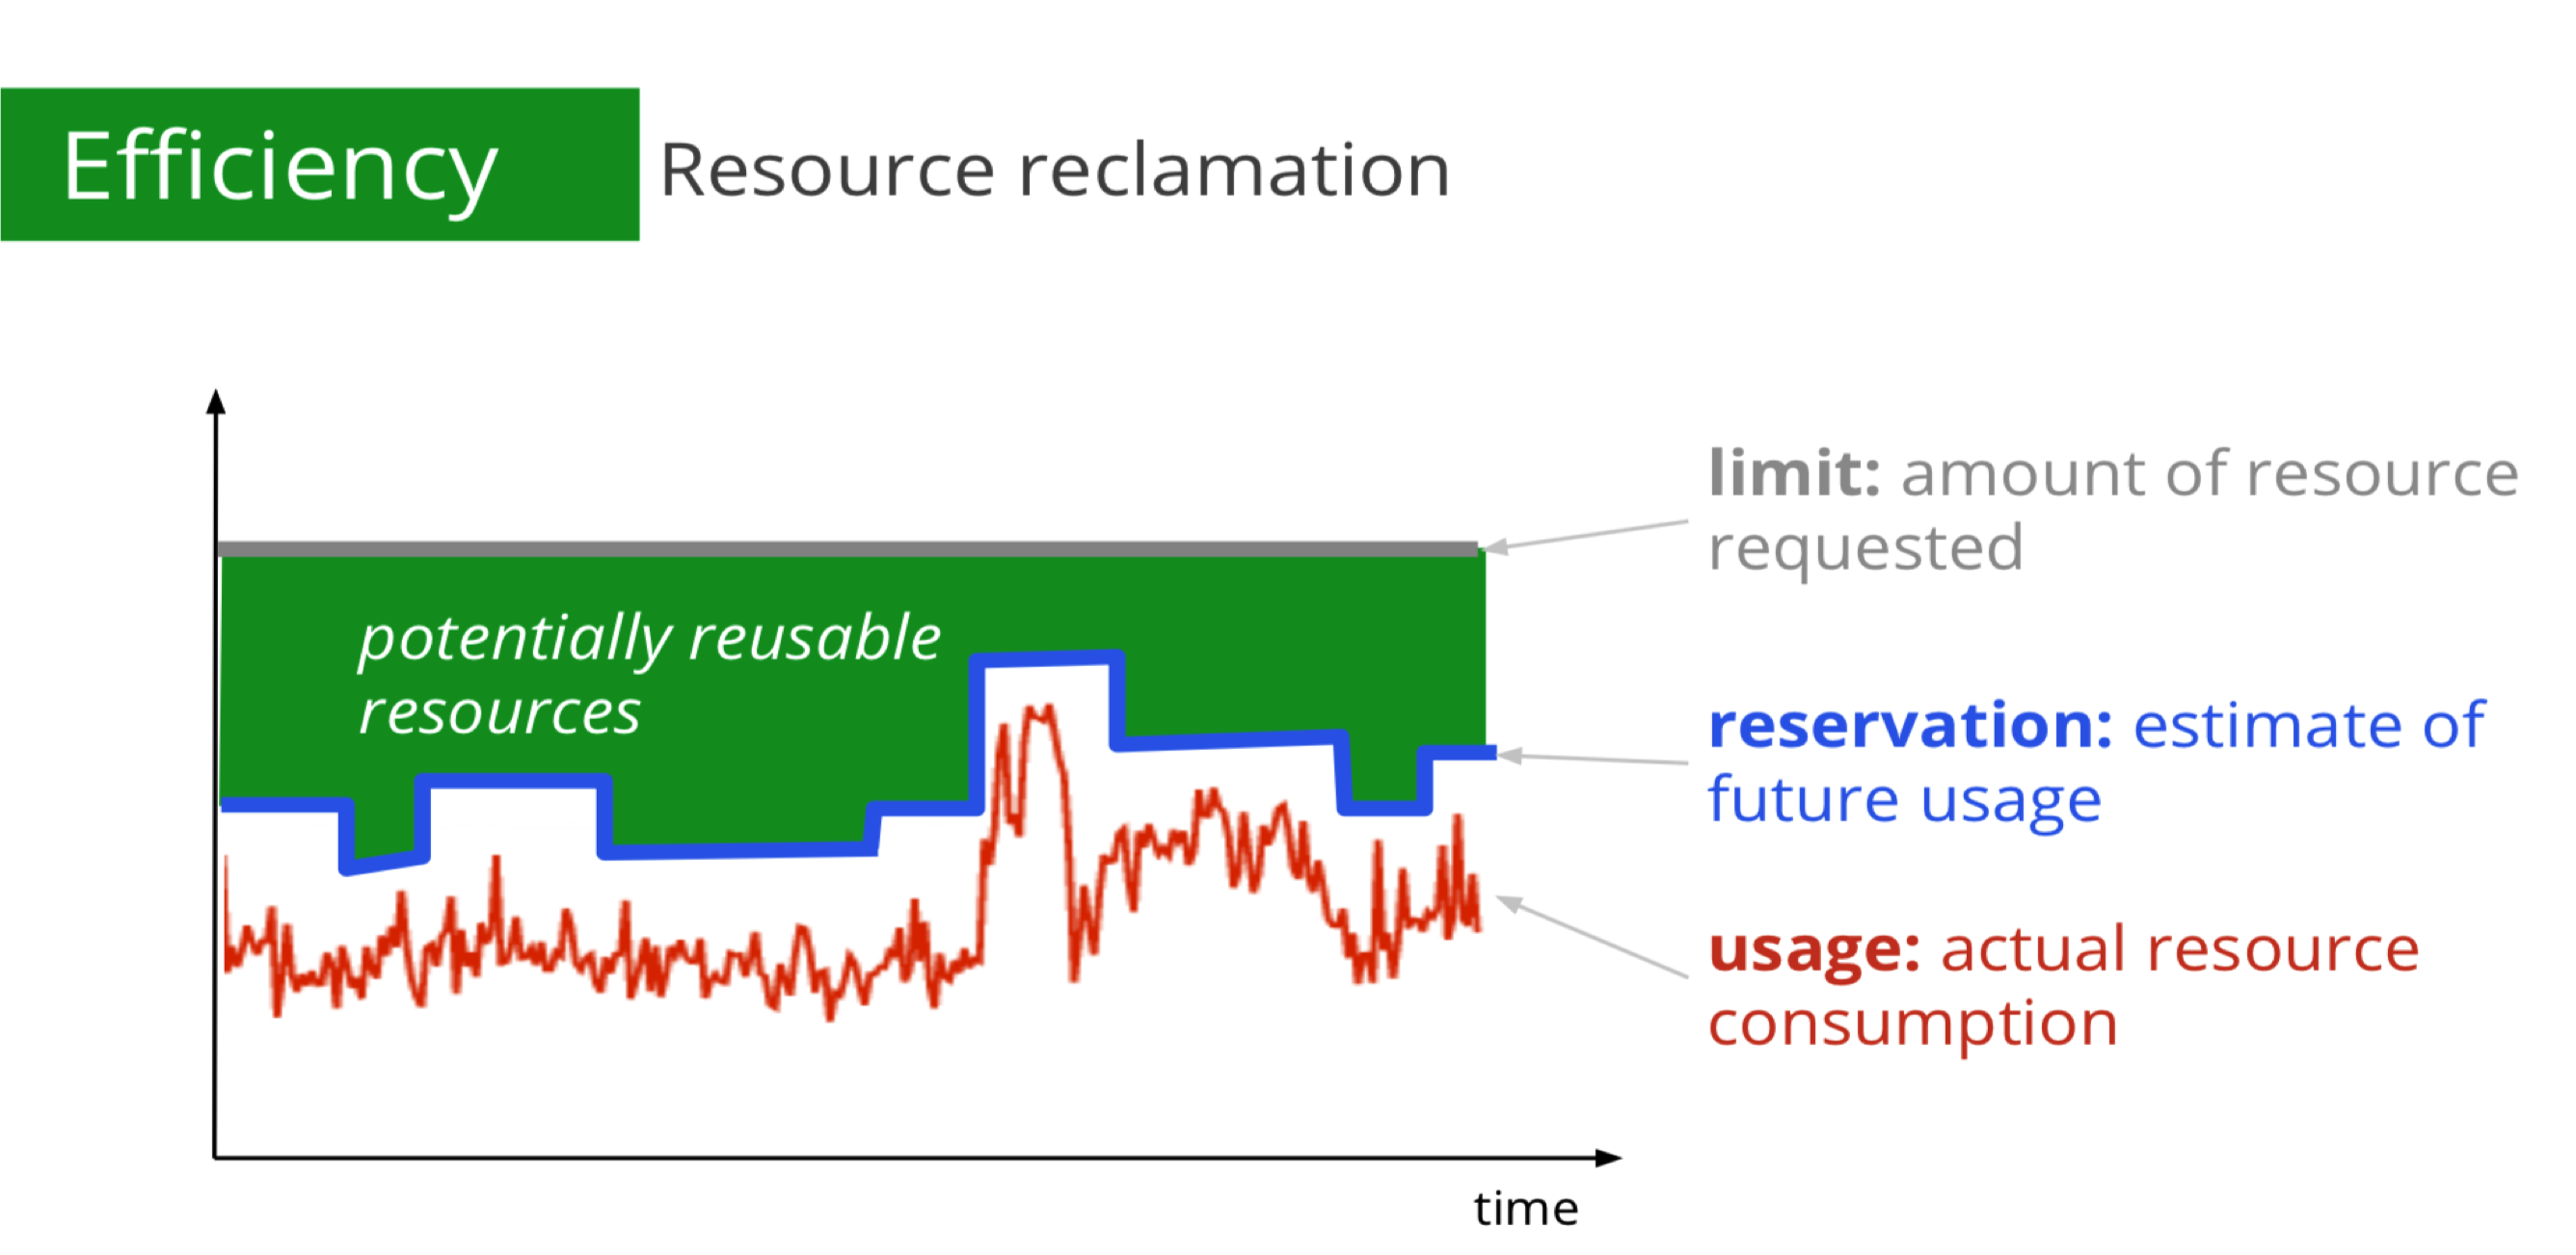 Efficiency
Resource reclamation
potentially reusable
resources
limit: amount of resource
requested
reservation: estimate of
future usage
usage: actual resource
consumption
time